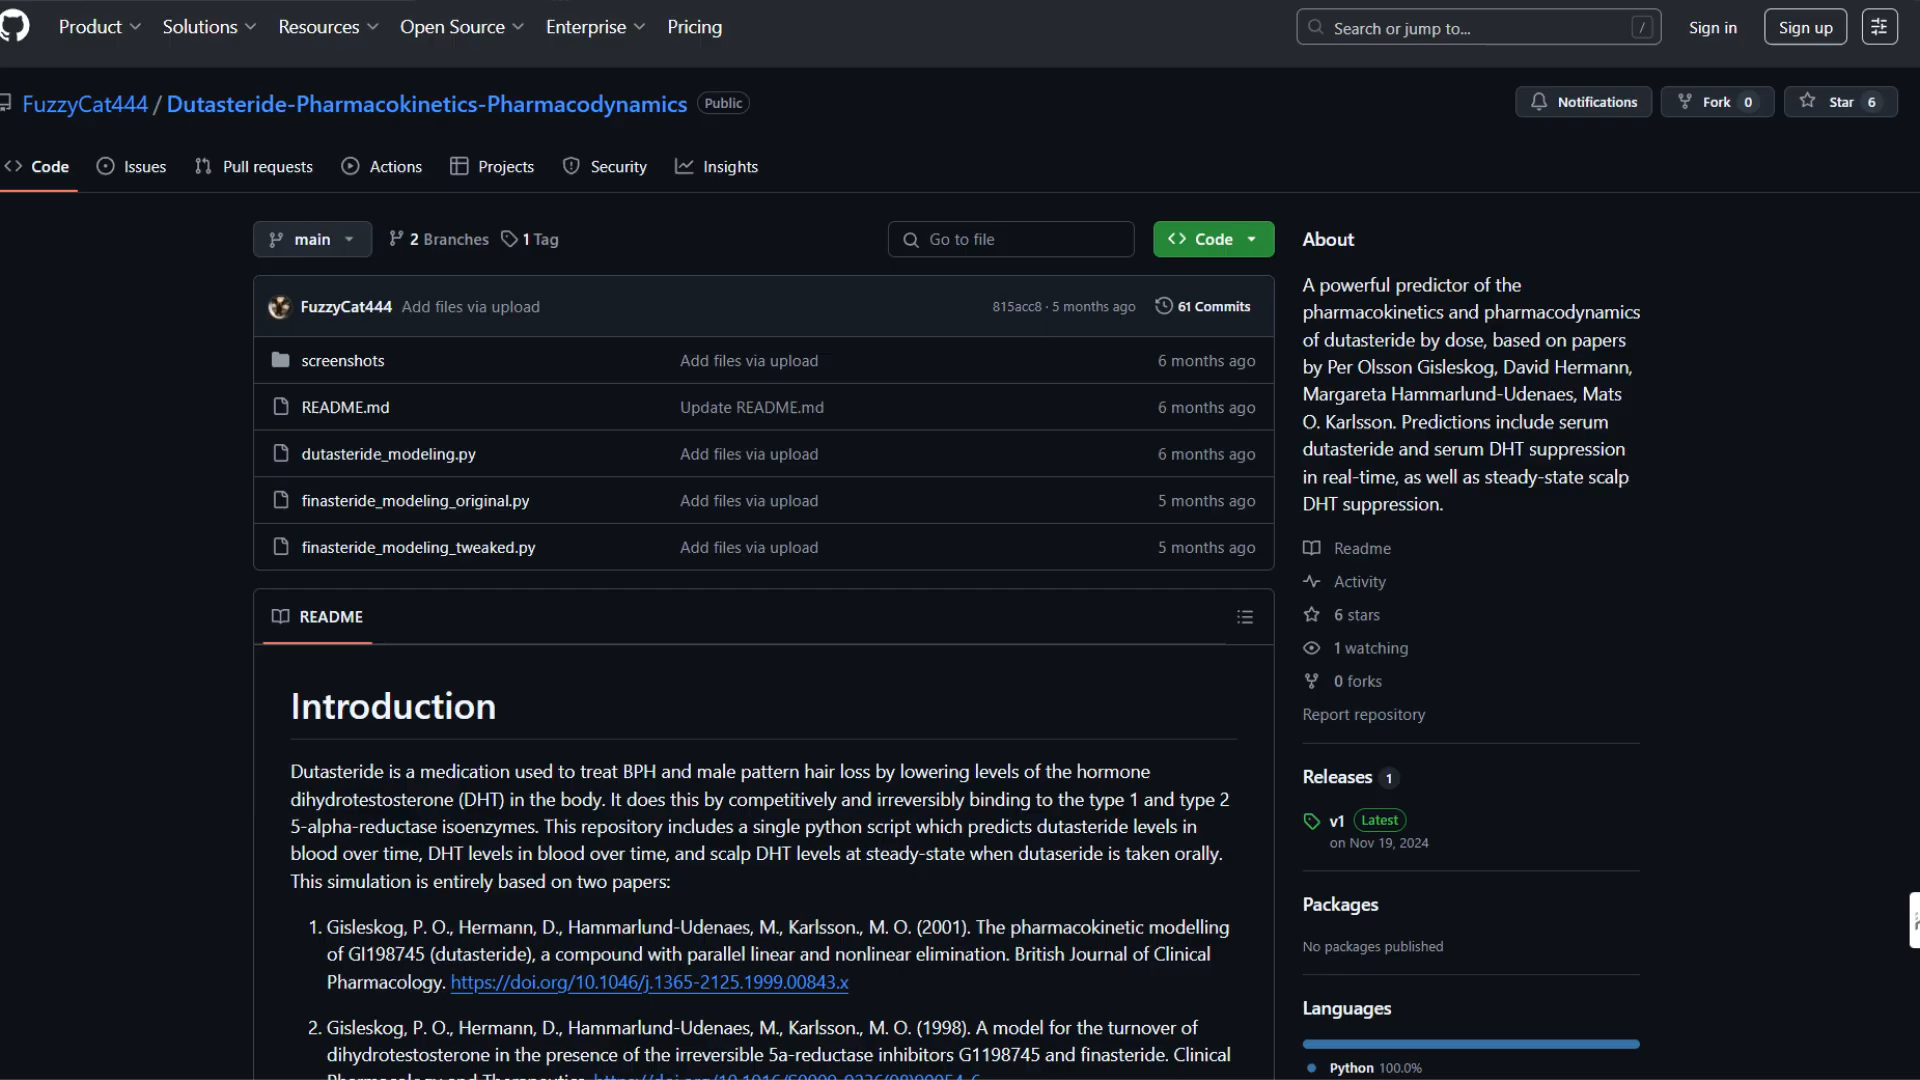 Product Solutions Resources Open Source Enterprise Pricing Search or jump to... / Sign in Sign up
FuzzyCat444 / Dutasteride-Pharmacokinetics-Pharmacodynamics Public Notifications Fork 0 Star 6
Code Issues Pull requests Actions Projects Security Insights
main 2 Branches 1 Tag Go to file Code
FuzzyCat444 Add files via upload 815acc8 · 5 months ago 61 Commits
screenshots Add files via upload 6 months ago
README.md Update README.md 6 months ago
dutasteride_modeling.py Add files via upload 6 months ago
finasteride_modeling_original.py Add files via upload 5 months ago
finasteride_modeling_tweaked.py Add files via upload 5 months ago
README
Introduction
Dutasteride is a medication used to treat BPH and male pattern hair loss by lowering levels of the hormone
dihydrotestosterone (DHT) in the body. It does this by competitively and irreversibly binding to the type 1 and type 2
5-alpha-reductase isoenzymes. This repository includes a single python script which predicts dutasteride levels in
blood over time, DHT levels in blood over time, and scalp DHT levels at steady-state when dutaseride is taken orally.
This simulation is entirely based on two papers:
1. Gisleskog, P. O., Hermann, D., Hammarlund-Udenaes, M., Karlsson., M. O. (2001). The pharmacokinetic modelling
of GI198745 (dutasteride), a compound with parallel linear and nonlinear elimination. British Journal of Clinical
Pharmacology. https://doi.org/10.1046/j.1365-2125.1999.00843.x
2. Gisleskog, P. O., Hermann, D., Hammarlund-Udenaes, M., Karlsson., M. O. (1998). A model for the turnover of
dihydrotestosterone in the presence of the irreversible 5a-reductase inhibitors G1198745 and finasteride. Clinical
Pharmacology and Therapeutics. https://doi.org/10.1016/S0009-9236(98)90054-6
About
A powerful predictor of the
pharmacokinetics and pharmacodynamics
of dutasteride by dose, based on papers
by Per Olsson Gisleskog, David Hermann,
Margareta Hammarlund-Udenaes, Mats
O. Karlsson. Predictions include serum
dutasteride and serum DHT suppression
in real-time, as well as steady-state scalp
DHT suppression.
Readme
Activity
6 stars
1 watching
0 forks
Report repository
Releases 1
v1 Latest
on Nov 19, 2024
Packages
No packages published
Languages
Python 100.0%